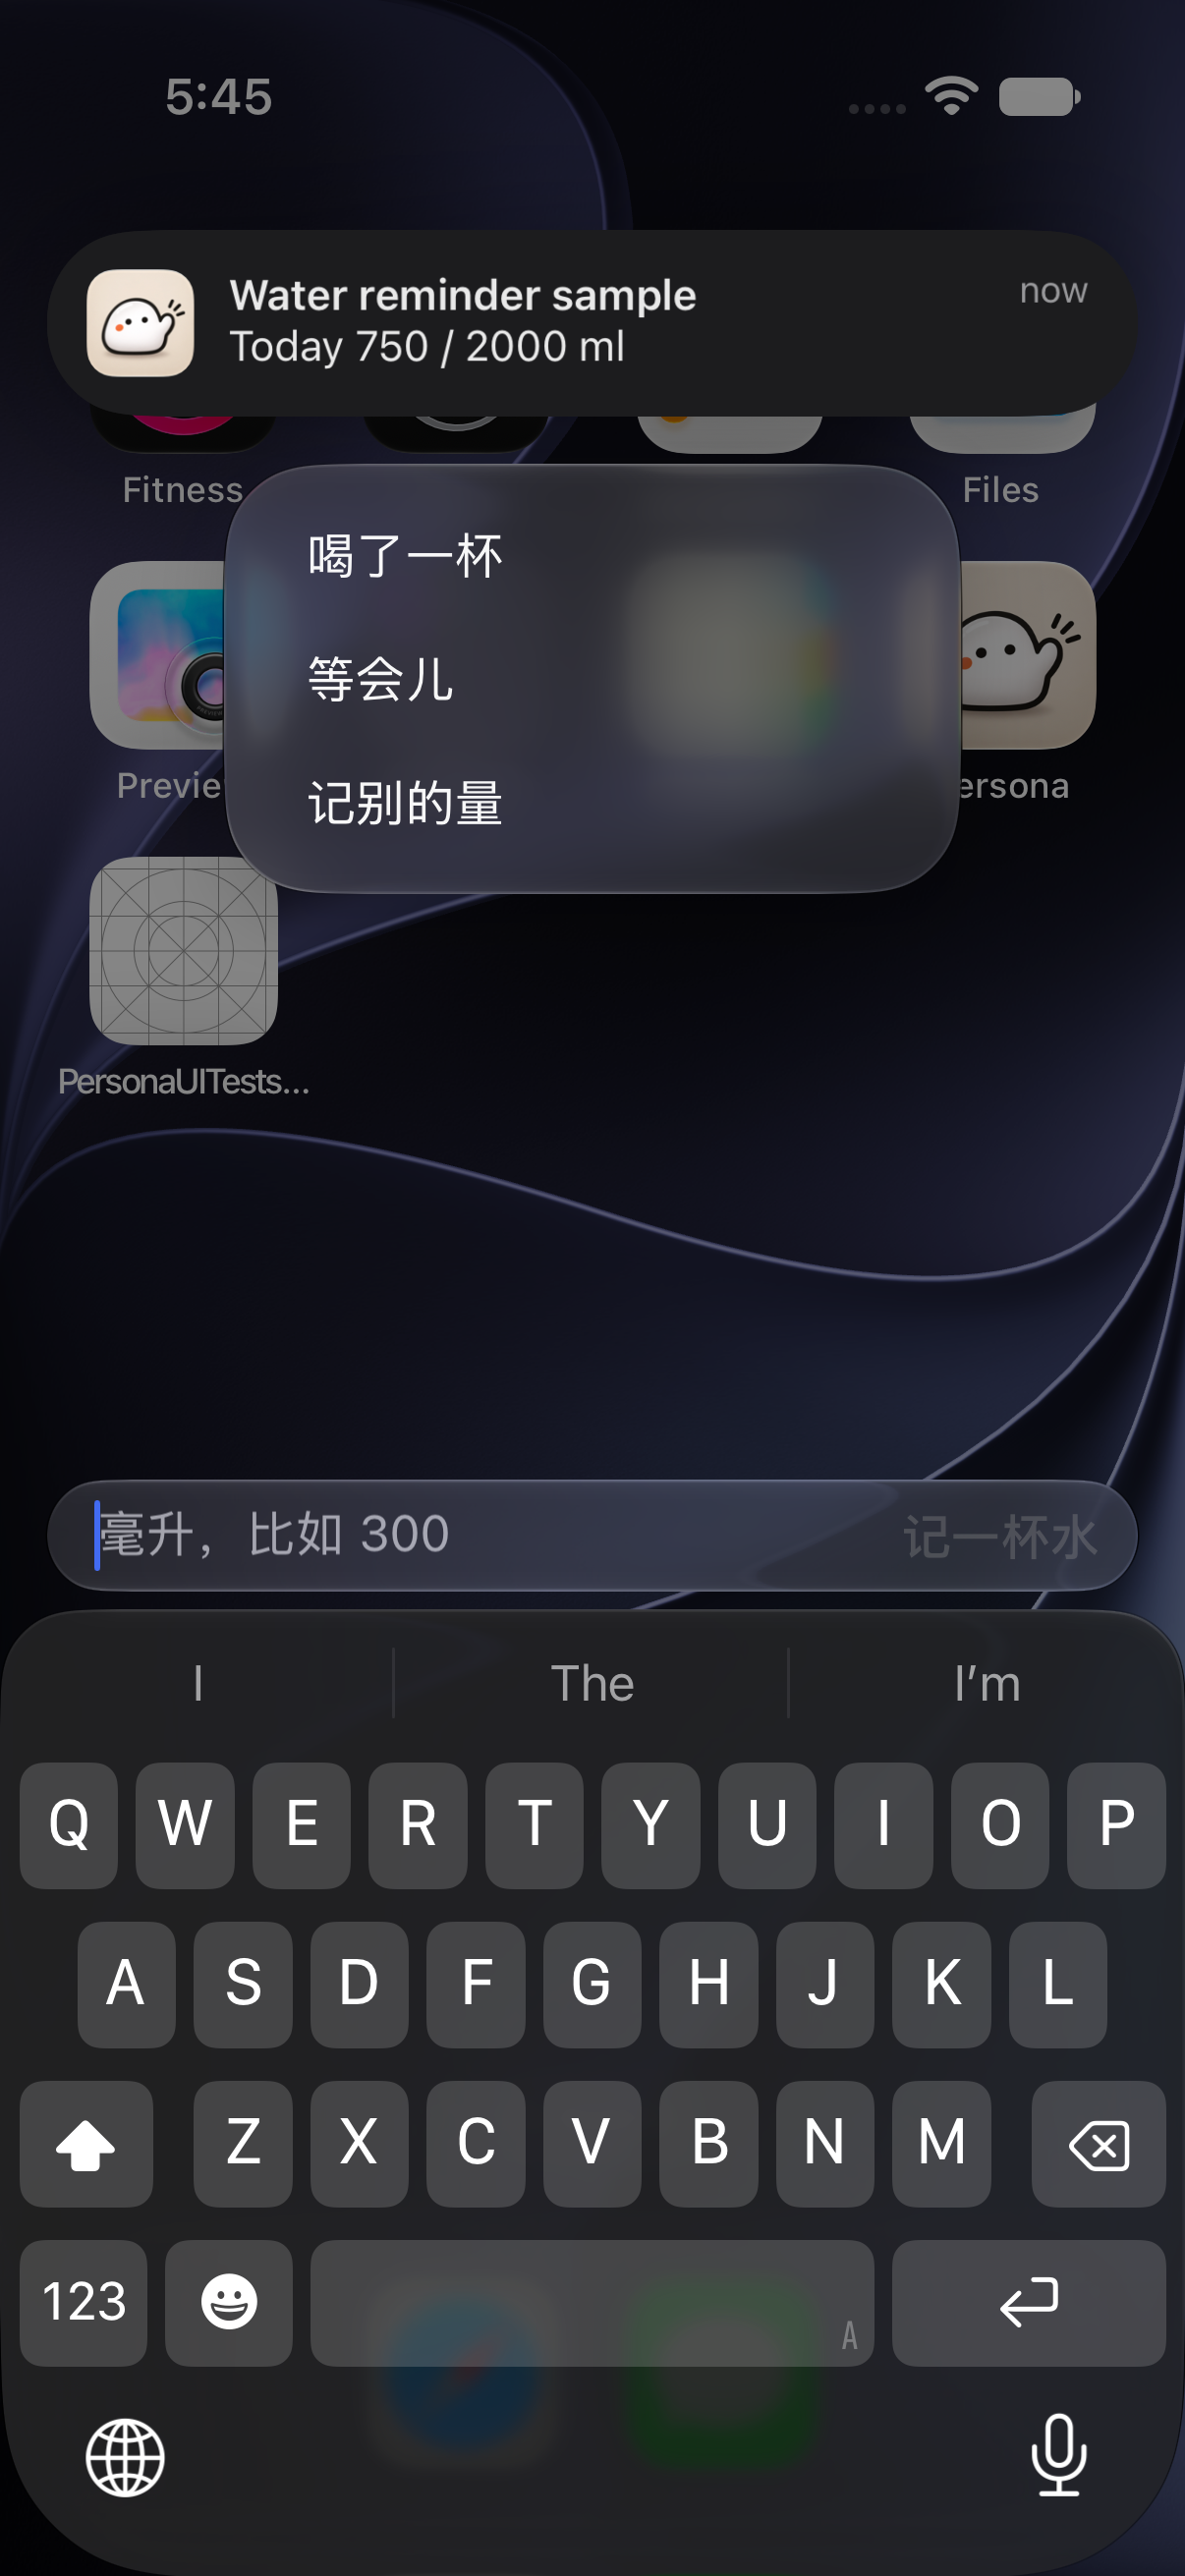 5:45
Water reminder sample
now
Today 750 / 2000 ml
Fitness
Files
喝了一杯
等会儿
记别的量
Previe
ersona
PersonaUITests...
毫升，比如 300
记一杯水
I
The
I'm
Q W E R T Y U I O P
A S D F G H J K L
Z X C V B N M
123
A